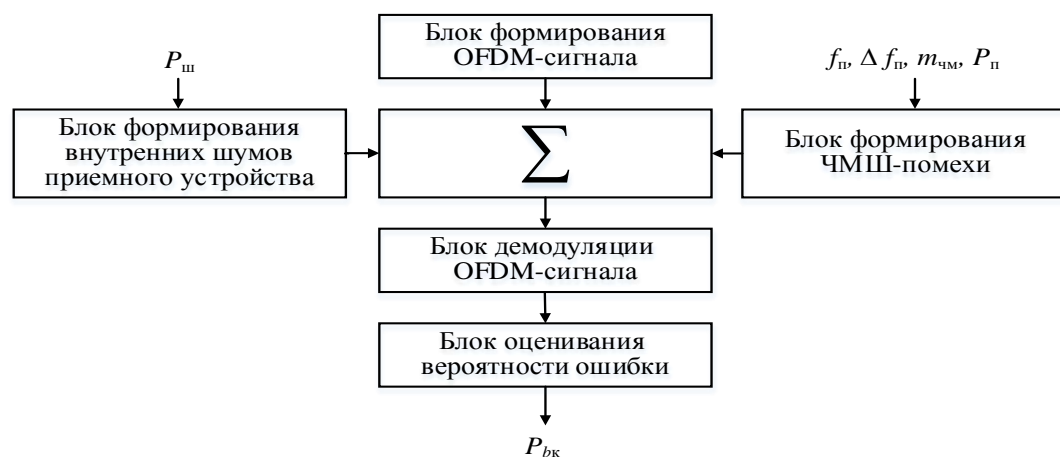 Блок формирования
OFDM-сигнала
Pш
fп, Δ fп, mчм, Pп
Блок формирования
внутренних шумов
приемного устройства
∑
Блок формирования
ЧМШ-помехи
Блок демодуляции
OFDM-сигнала
Блок оценивания
вероятности ошибки
Pbк